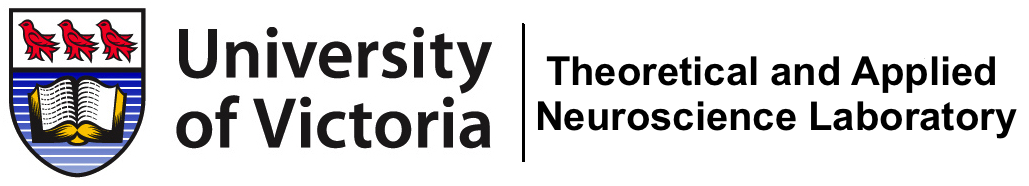 University
of Victoria
Theoretical and Applied
Neuroscience Laboratory